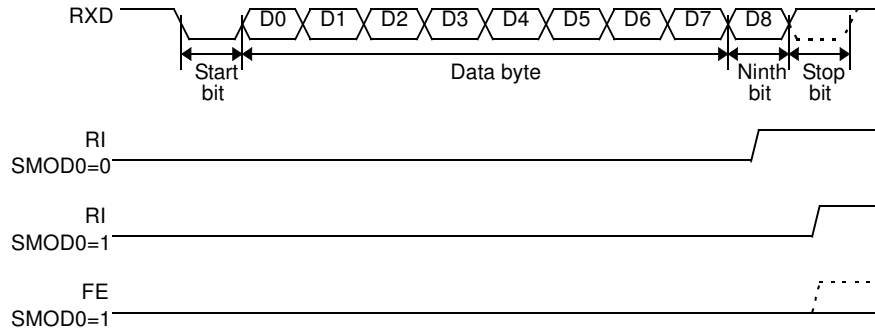 RXD D0 D1 D2 D3 D4 D5 D6 D7 D8
Start bit
Data byte
Ninth bit
Stop bit
RI
SMOD0=0
RI
SMOD0=1
FE
SMOD0=1